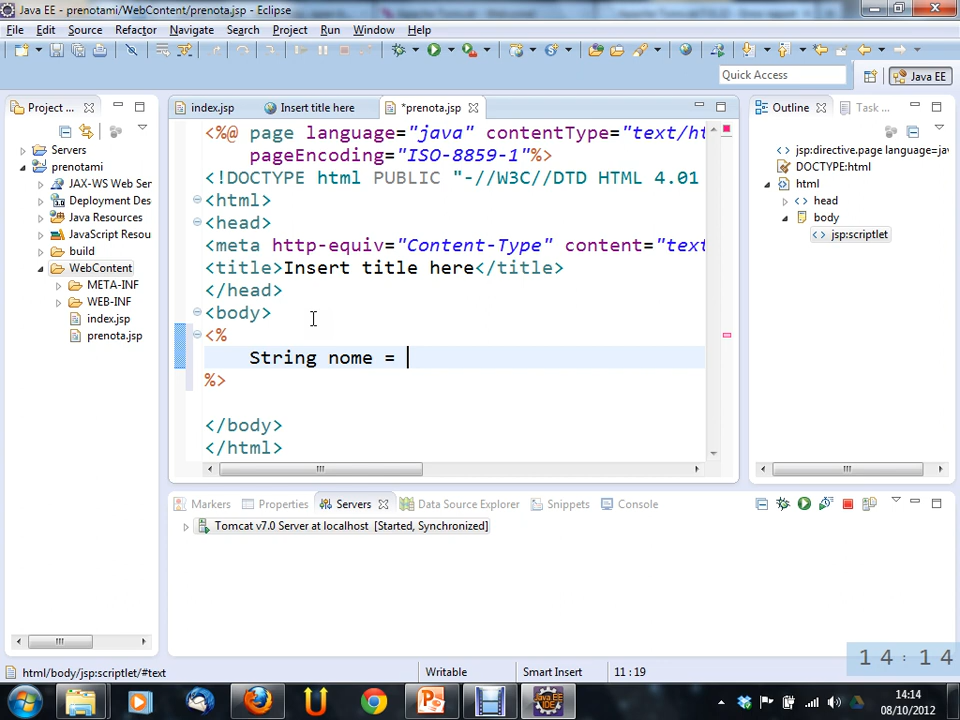 Java EE - prenotami/WebContent/prenota.jsp - Eclipse
File Edit Source Refactor Navigate Search Project Run Window Help
Quick Access
Java EE
Project ...
index.jsp
Insert title here
*prenota.jsp
Outline
Task ...
Servers
prenotami
JAX-WS Web Ser
Deployment Des
Java Resources
JavaScript Resou
build
WebContent
META-INF
WEB-INF
index.jsp
prenota.jsp
<%@ page language="java" contentType="text/ht
pageEncoding="ISO-8859-1"%>
<!DOCTYPE html PUBLIC "-//W3C//DTD HTML 4.01
<html>
<head>
<meta http-equiv="Content-Type" content="text
<title>Insert title here</title>
</head>
<body>
<%
String nome =
%>
</body>
</html>
jsp:directive.page language=jav
DOCTYPE:html
html
head
body
jsp:scriptlet
Markers
Properties
Servers
Data Source Explorer
Snippets
Console
Tomcat v7.0 Server at localhost [Started, Synchronized]
14:14
html/body/jsp:scriptlet/#text
Writable
Smart Insert
11 : 19
14:14
08/10/2012